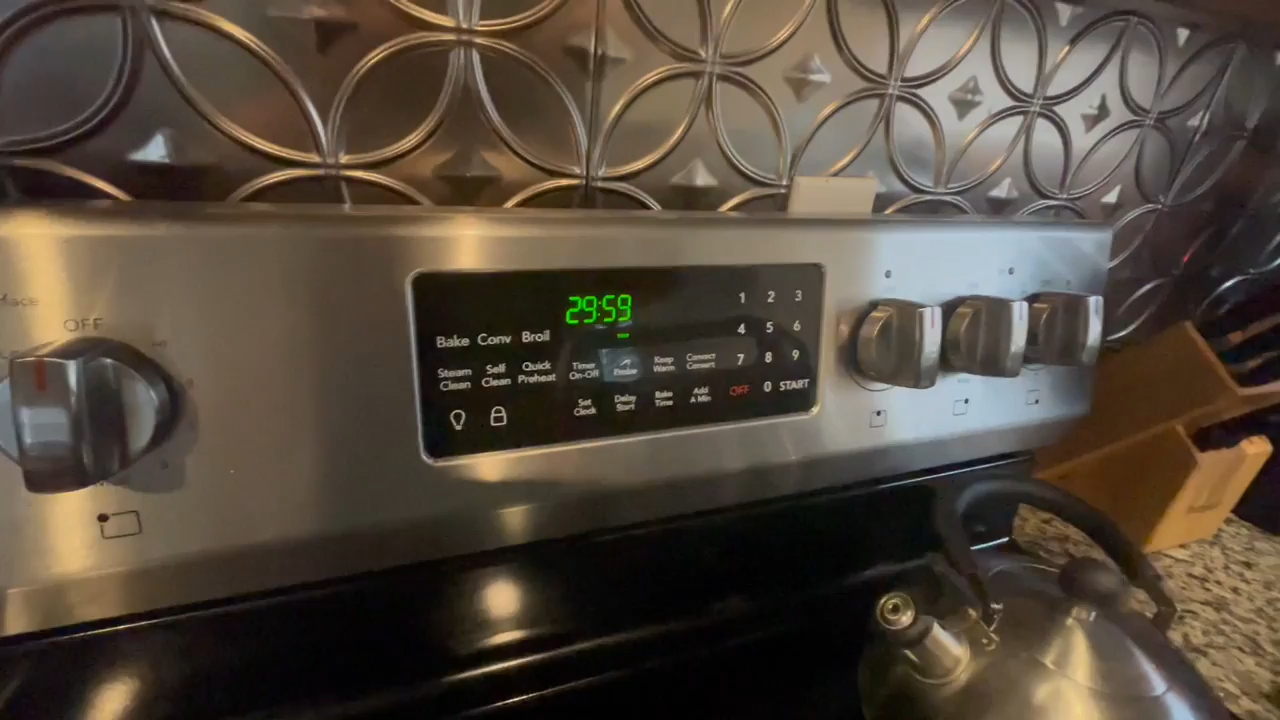 OFF
29:59
1 2 3
Bake Conv Broil
4 5 6
Steam Clean
Self Clean
Quick Preheat
Timer On-Off
Keep Warm
Convect Convert
7 8 9
Set Clock
Delay Start
Bake Time
Add A Min
OFF
0 START